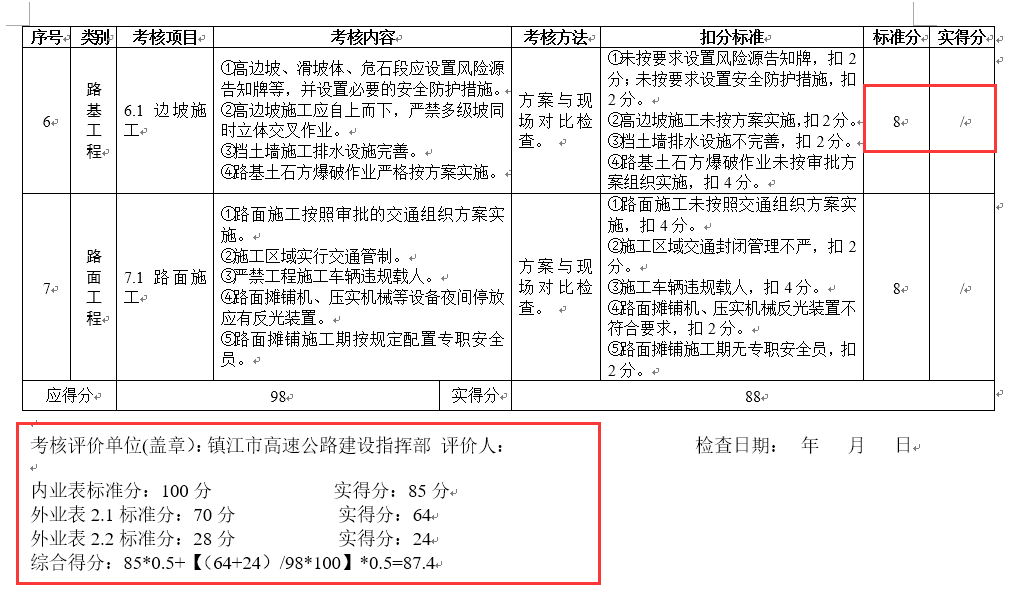 序号 类别 考核项目 考核内容 考核方法 扣分标准 标准分 实得分
6
路
基
工
程
6.1 边坡施
工
①高边坡、滑坡体、危石段应设置风险源
告知牌等，并设置必要的安全防护措施。
②高边坡施工应自上而下，严禁多级坡同
时立体交叉作业。
③档土墙施工排水设施完善。
④路基土石方爆破作业严格按方案实施。
方案与现
场对比检
查。
①未按要求设置风险源告知牌，扣 2
分；未按要求设置安全防护措施，扣
2 分。
②高边坡施工未按方案实施，扣 2 分。
③档土墙排水设施不完善，扣 2 分。
④路基土石方爆破作业未按审批方
案组织实施，扣 4 分。
8
/
7
路
面
工
程
7.1 路面施
工
①路面施工按照审批的交通组织方案实
施。
②施工区域实行交通管制。
③严禁工程施工车辆违规载人。
④路面摊铺机、压实机械等设备夜间停放
应有反光装置。
⑤路面摊铺施工期按规定配置专职安全
员。
方案与现
场对比检
查。
①路面施工未按照交通组织方案实
施，扣 4 分。
②施工区域交通封闭管理不严，扣 2
分。
③施工车辆违规载人，扣 4 分。
④路面摊铺机、压实机械反光装置不
符合要求，扣 2 分。
⑤路面摊铺施工期无专职安全员，扣
2 分。
8
/
应得分 98 实得分 88
考核评价单位(盖章)：镇江市高速公路建设指挥部 评价人： 检查日期： 年 月 日
内业表标准分：100 分 实得分：85 分
外业表 2.1 标准分：70 分 实得分：64
外业表 2.2 标准分：28 分 实得分：24
综合得分：85*0.5+【（64+24）/98*100】*0.5=87.4